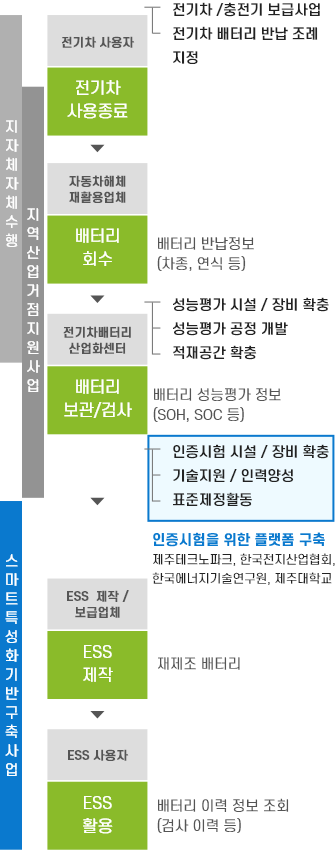 전기차 사용자
전기차 /충전기 보급사업
전기차 배터리 반납 조례
지정
전기차
사용종료
지자체자체수행
지역산업거점지원사업
자동차해체
재활용업체
배터리
회수
배터리 반납정보
(차종, 연식 등)
전기차배터리
산업화센터
성능평가 시설 / 장비 확충
성능평가 공정 개발
적재공간 확충
배터리
보관/검사
배터리 성능평가 정보
(SOH, SOC 등)
인증시험 시설 / 장비 확충
기술지원 / 인력양성
표준제정활동
인증시험을 위한 플랫폼 구축
제주테크노파크, 한국전지산업협회,
한국에너지기술연구원, 제주대학교
스마트특성화기반구축사업
ESS 제작 /
보급업체
ESS
제작
재제조 배터리
ESS 사용자
ESS
활용
배터리 이력 정보 조회
(검사 이력 등)